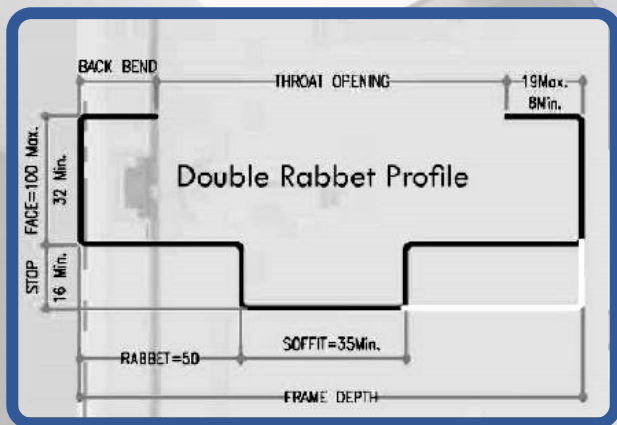 BACK BEND
THROAT OPENING
19Max.
8Min.
FACE=100 Max.
32 Min.
Double Rabbet Profile
STOP
16 Min.
SOFFIT=35Min.
RABBET=50
FRAME DEPTH